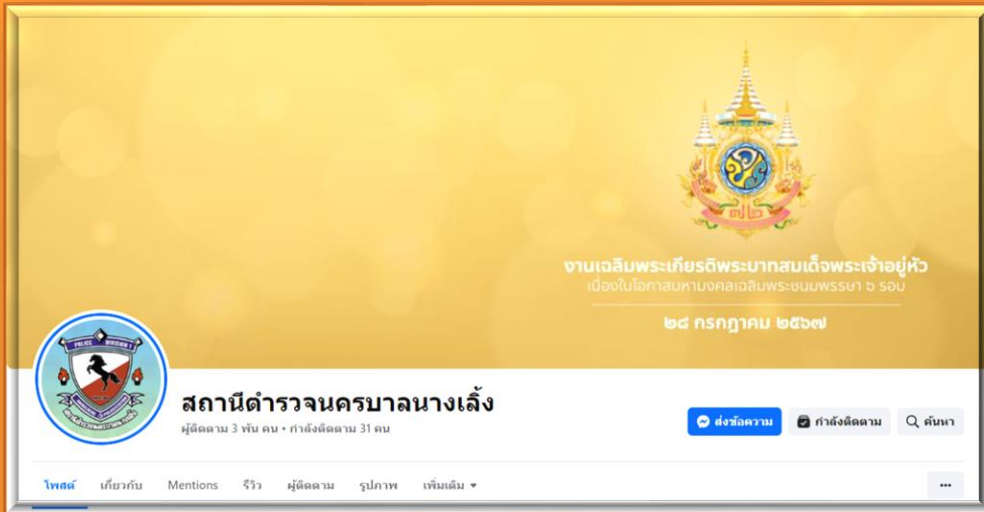 งานเฉลิมพระเกียรติพระบาทสมเด็จพระเจ้าอยู่หัว
เนื่องในโอกาสมหามงคลเฉลิมพระชนมพรรษา ๖ รอบ
๒๘ กรกฎาคม ๒๕๖๗
POLICE DIVISION 1
สถานีตำรวจนครบาลนางเลิ้ง
ผู้ติดตาม 3 พัน คน • กำลังติดตาม 31 คน
ส่งข้อความ กำลังติดตาม ค้นหา
โพสต์ เกี่ยวกับ Mentions รีวิว ผู้ติดตาม รูปภาพ เพิ่มเติม